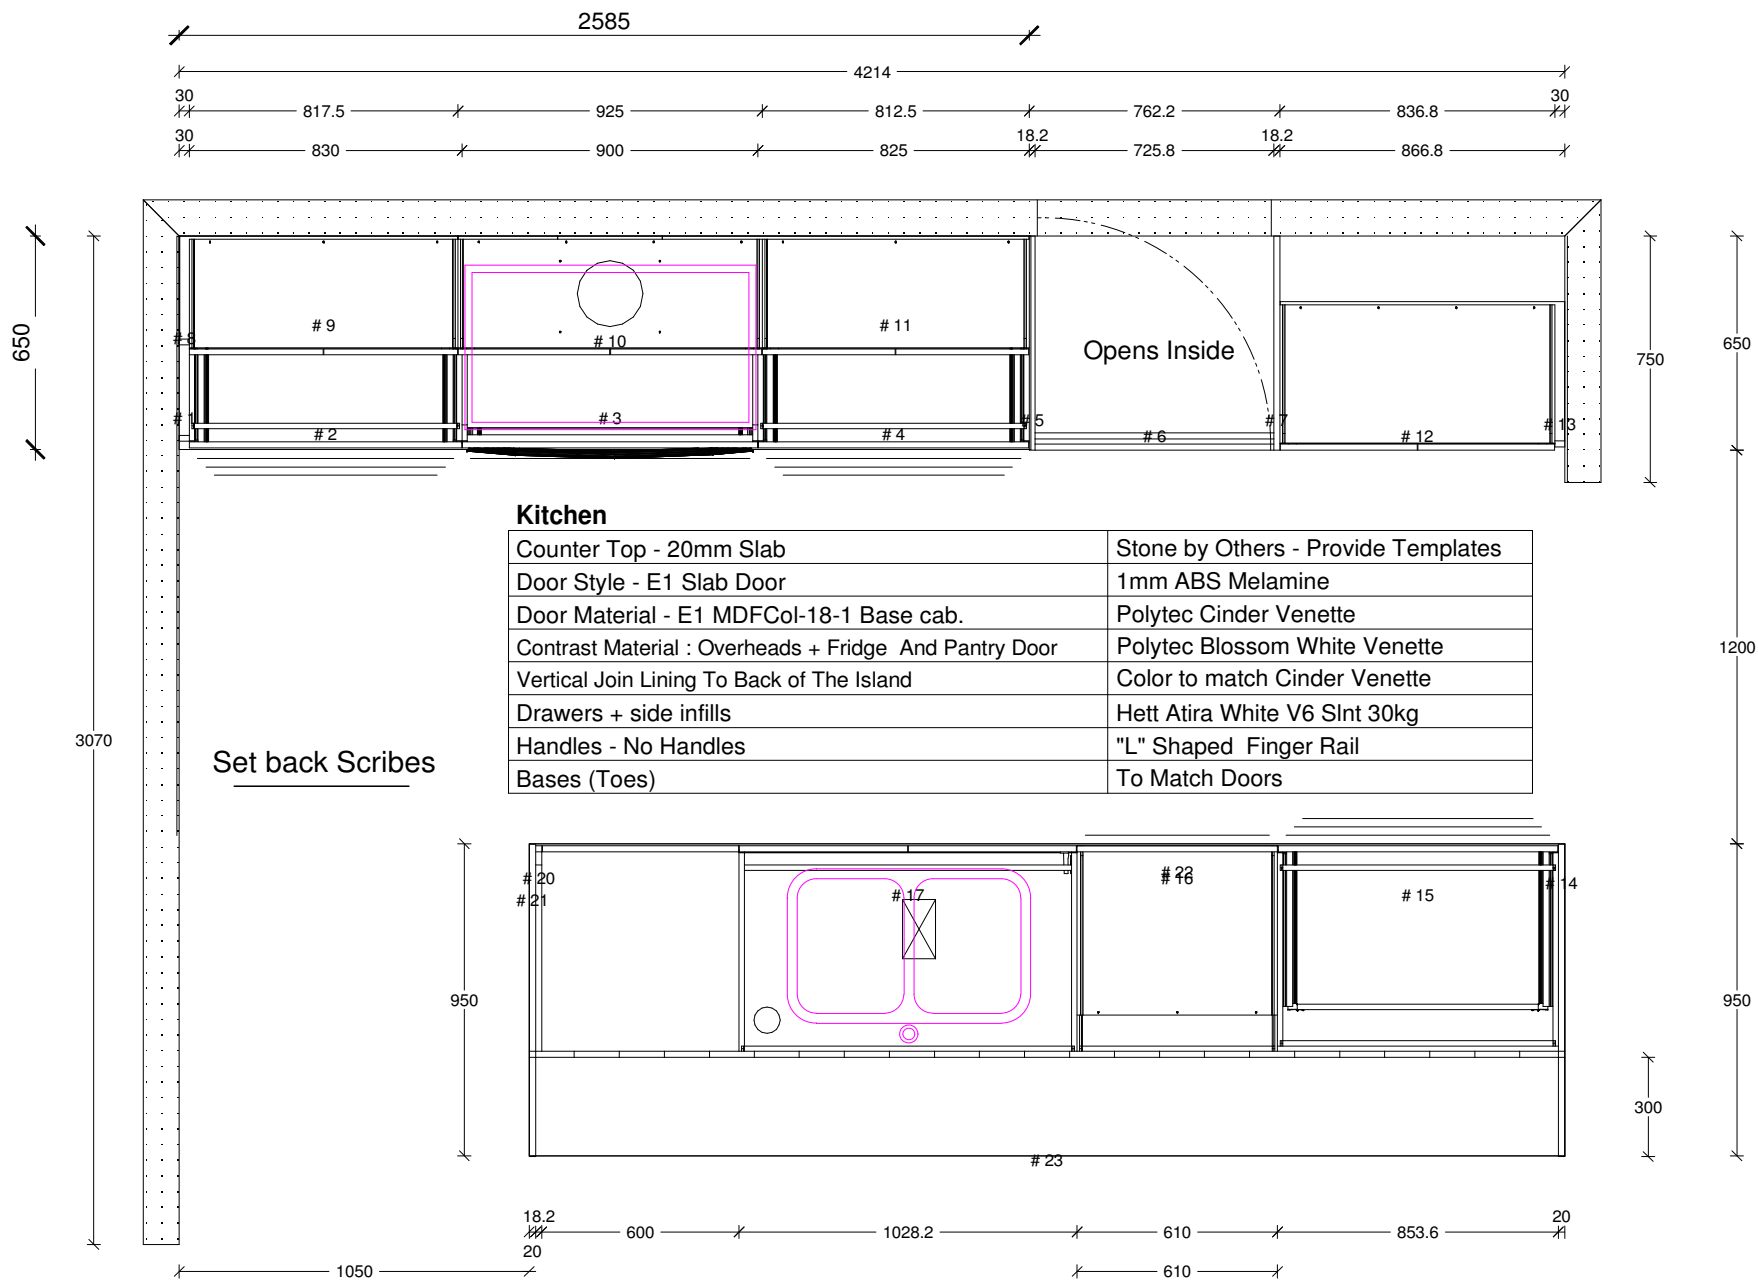 2585
4214
30 817.5 925 812.5 762.2 836.8 30
30 830 900 825 18.2 725.8 18.2 866.8
# 9
# 11
# 8
# 10
Opens Inside
650
650
750
# 1
# 3
# 5
# 7
# 13
# 2
# 4
# 6
# 12
Kitchen
Counter Top - 20mm Slab Stone by Others - Provide Templates
Door Style - E1 Slab Door 1mm ABS Melamine
Door Material - E1 MDFCol-18-1 Base cab. Polytec Cinder Venette
Contrast Material : Overheads + Fridge And Pantry Door Polytec Blossom White Venette
Vertical Join Lining To Back of The Island Color to match Cinder Venette
Drawers + side infills Hett Atira White V6 Slnt 30kg
Handles - No Handles "L" Shaped Finger Rail
Bases (Toes) To Match Doors
1200
3070
Set back Scribes
# 20
# 22
# 16
# 14
# 21
# 17
# 15
950
950
300
# 23
18.2 600 1028.2 610 853.6 20
20
1050 610